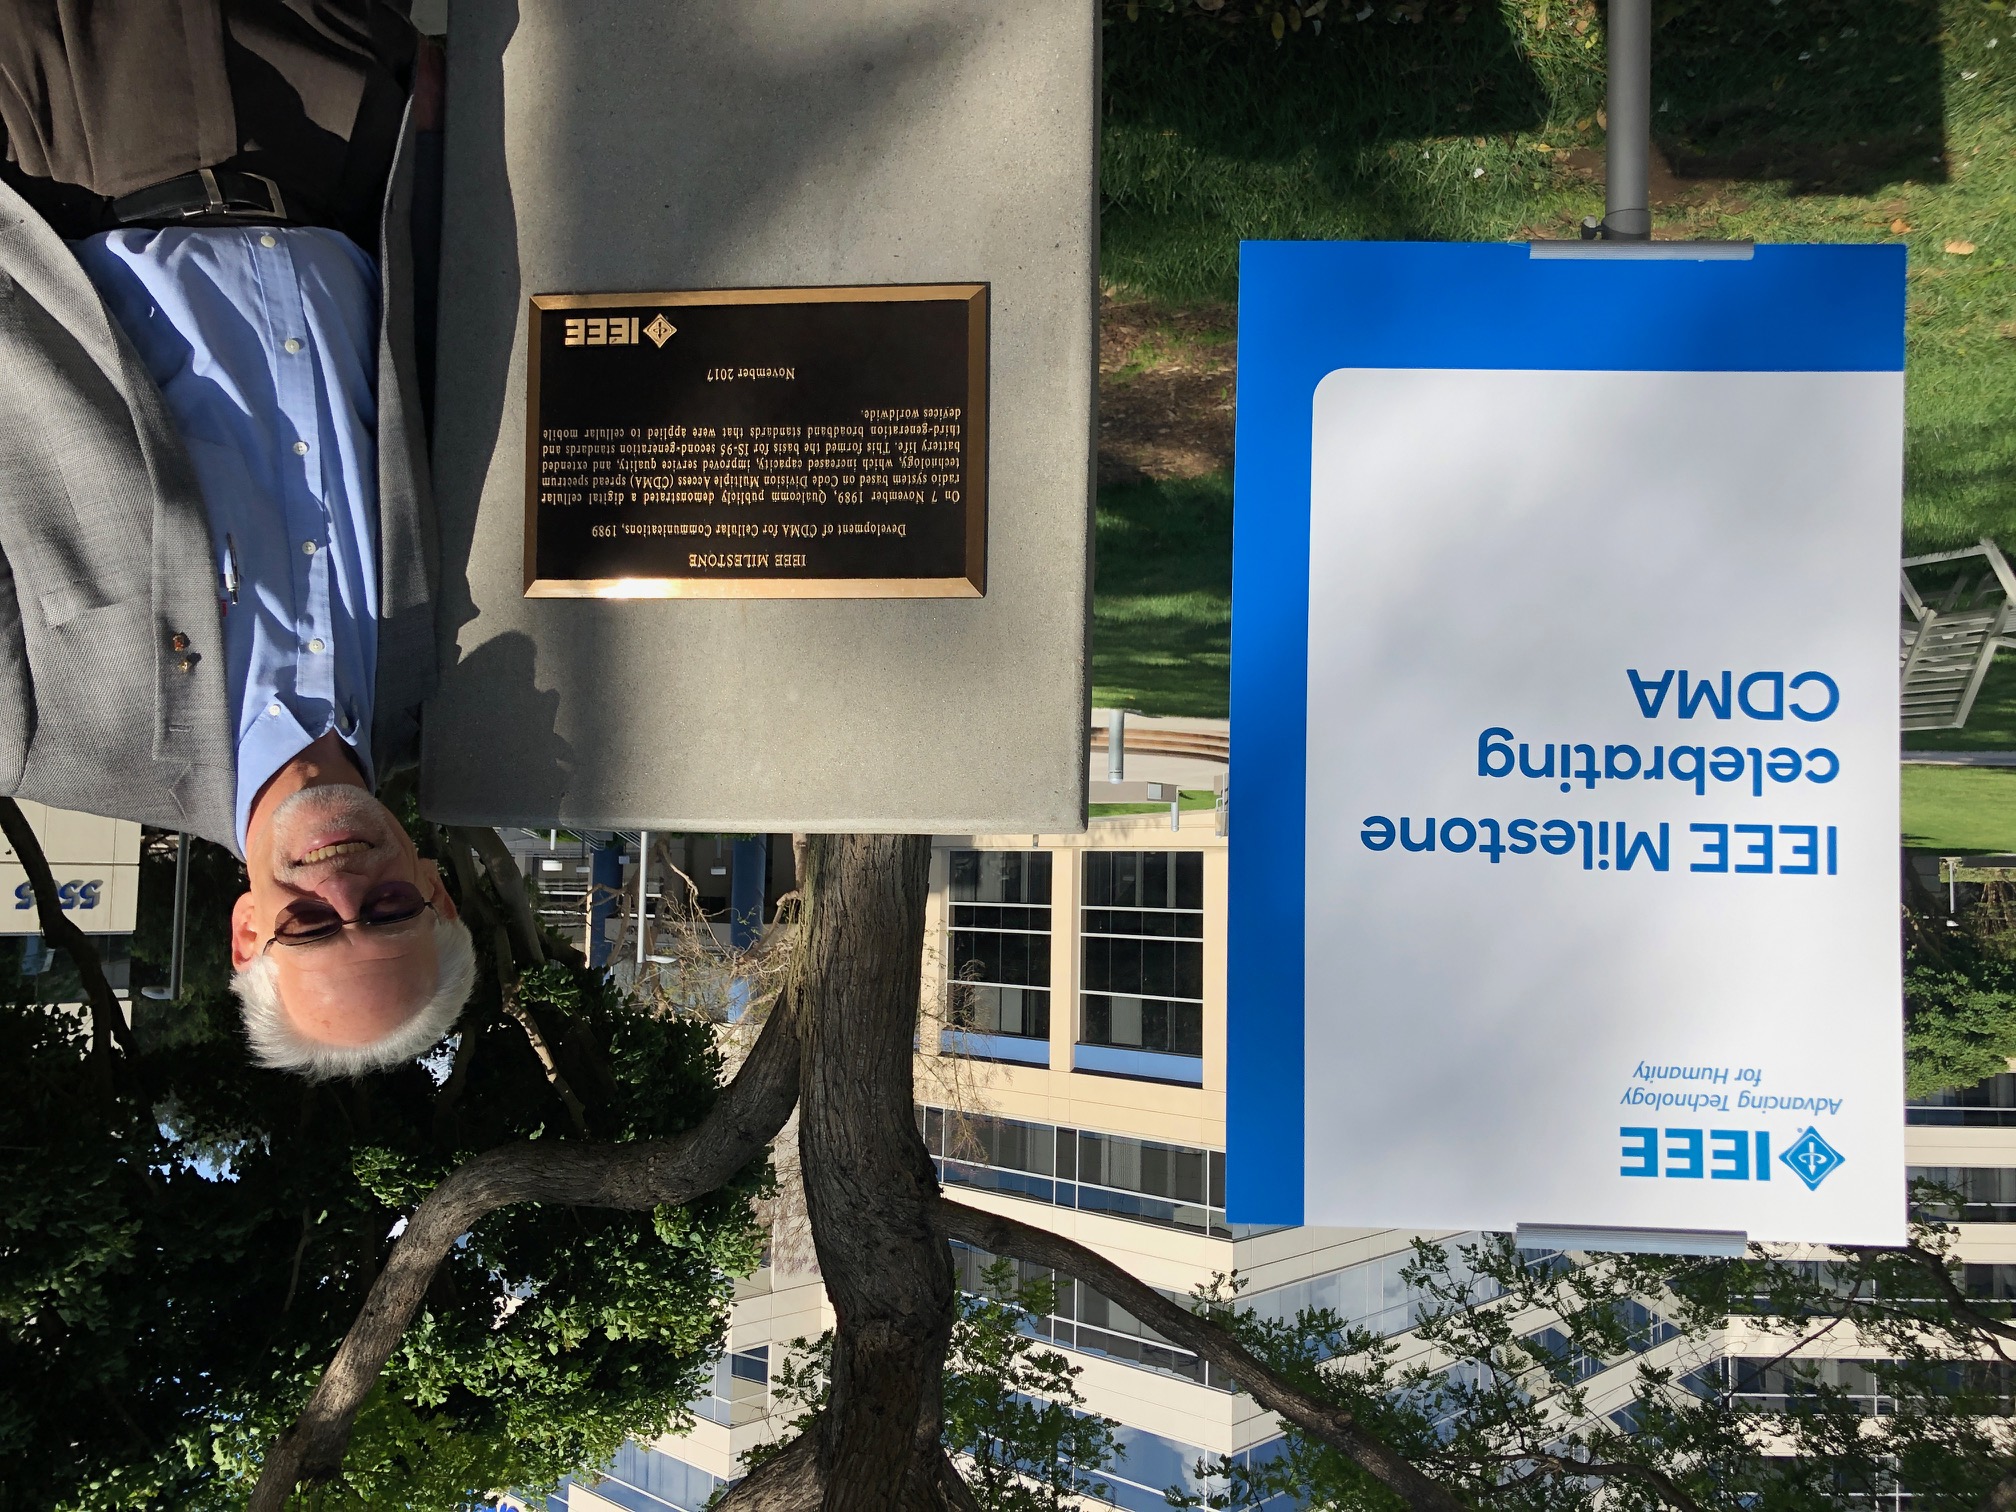 IEEE
Advancing Technology
for Humanity
IEEE Milestone
celebrating
CDMA
5535
IEEE MILESTONE
Development of CDMA for Cellular Communications, 1989
On 7 November 1989, Qualcomm publicly demonstrated a digital cellular
radio system based on Code Division Multiple Access (CDMA) spread spectrum
technology, which increased capacity, improved service quality, and extended
battery life. This formed the basis for IS-95 second-generation standards and
third-generation broadband standards that were applied to cellular mobile
devices worldwide.
November 2017
IEEE